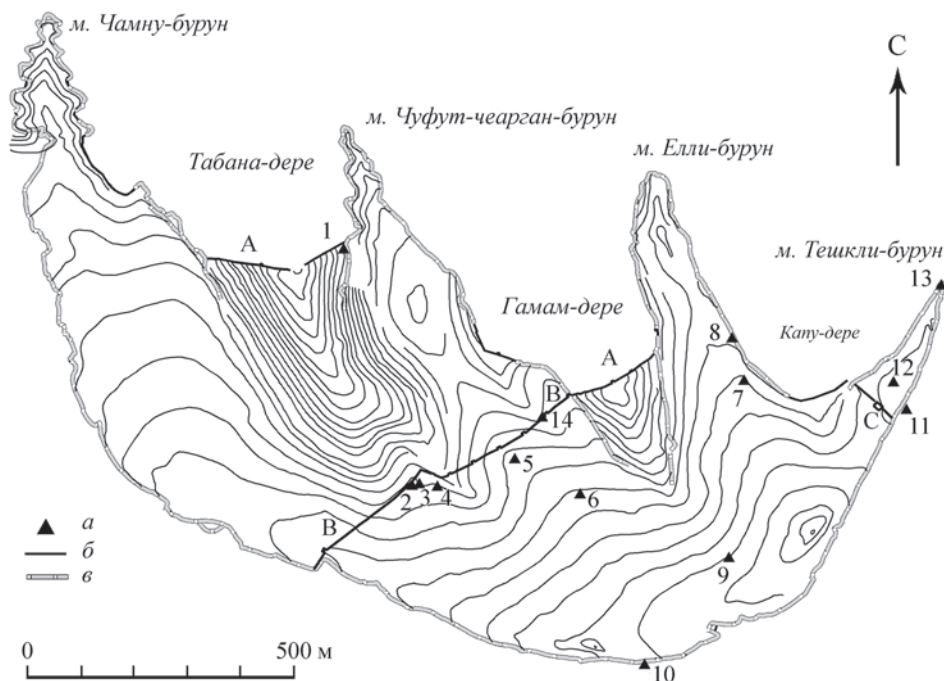 м. Чамну-бурун
С
м. Чуфут-чеарган-бурун
м. Елли-бурун
Табана-дере
А
1
м. Тешкли-бурун
13
Гамам-дере
Капу-дере
8
А
12
7
В
С
11
14
5
2
3
4
6
В
9
а
б
в
0
500 м
10